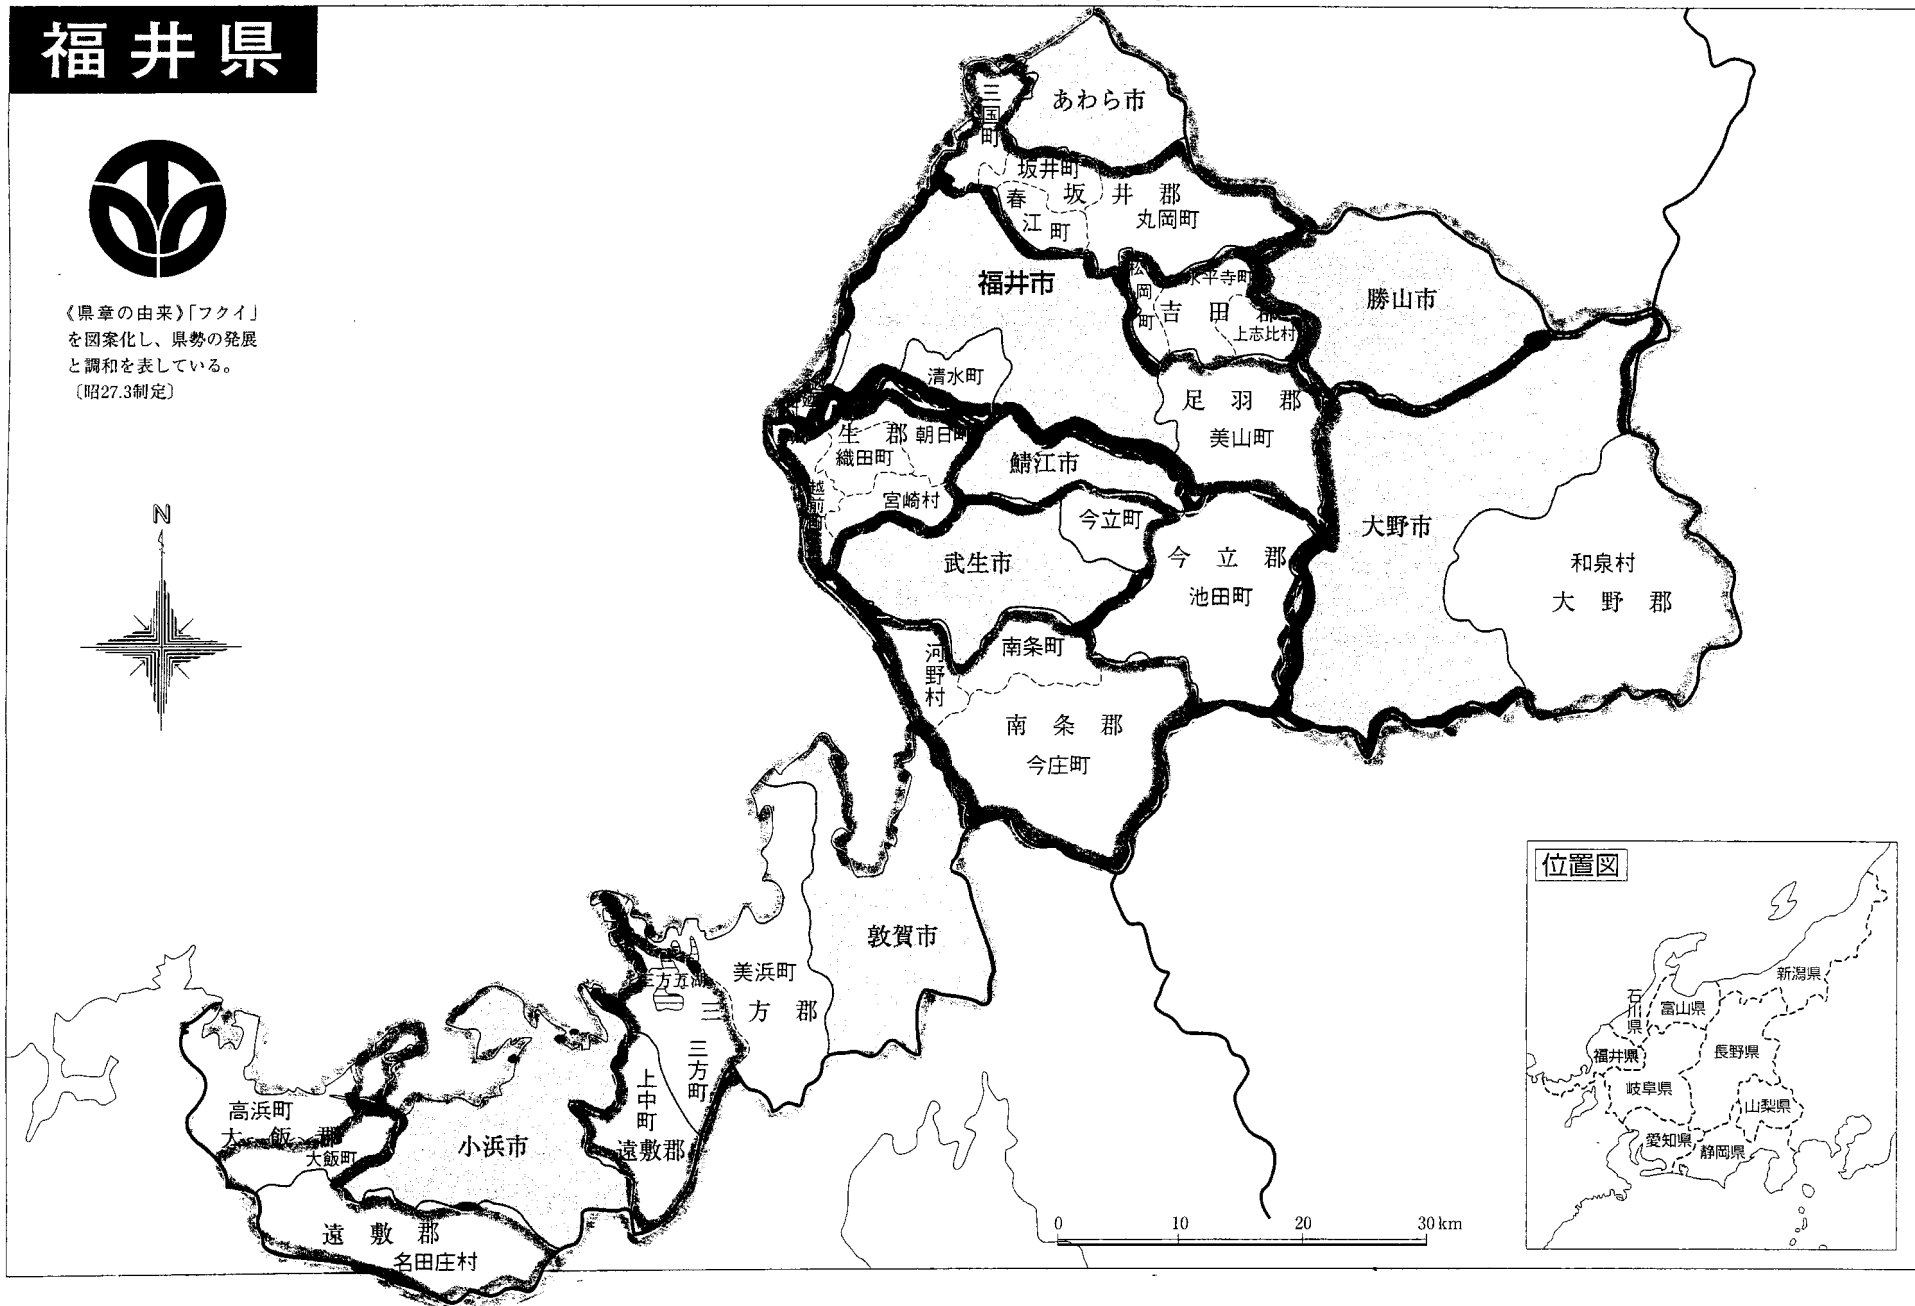 福井県
《県章の由来》「フクイ」
を図案化し、県勢の発展
と調和を表している。
〔昭27.3制定〕
N
三国町
あわら市
坂井町
坂井郡
春江町
丸岡町
福井市
松岡町
永平寺町
吉田郡
上志比村
勝山市
清水町
足羽郡
美山町
生郡
朝日町
織田町
越前町
宮崎村
鯖江市
今立町
武生市
今立郡
池田町
大野市
和泉村
大野郡
河野村
南条町
南条郡
今庄町
敦賀市
美浜町
三方五湖
三方郡
三方町
上中町
遠敷郡
小浜市
高浜町
大飯郡
大飯町
遠敷郡
名田庄村
0 10 20 30km
位置図
新潟県
富山県
石川県
福井県
長野県
岐阜県
山梨県
愛知県
静岡県